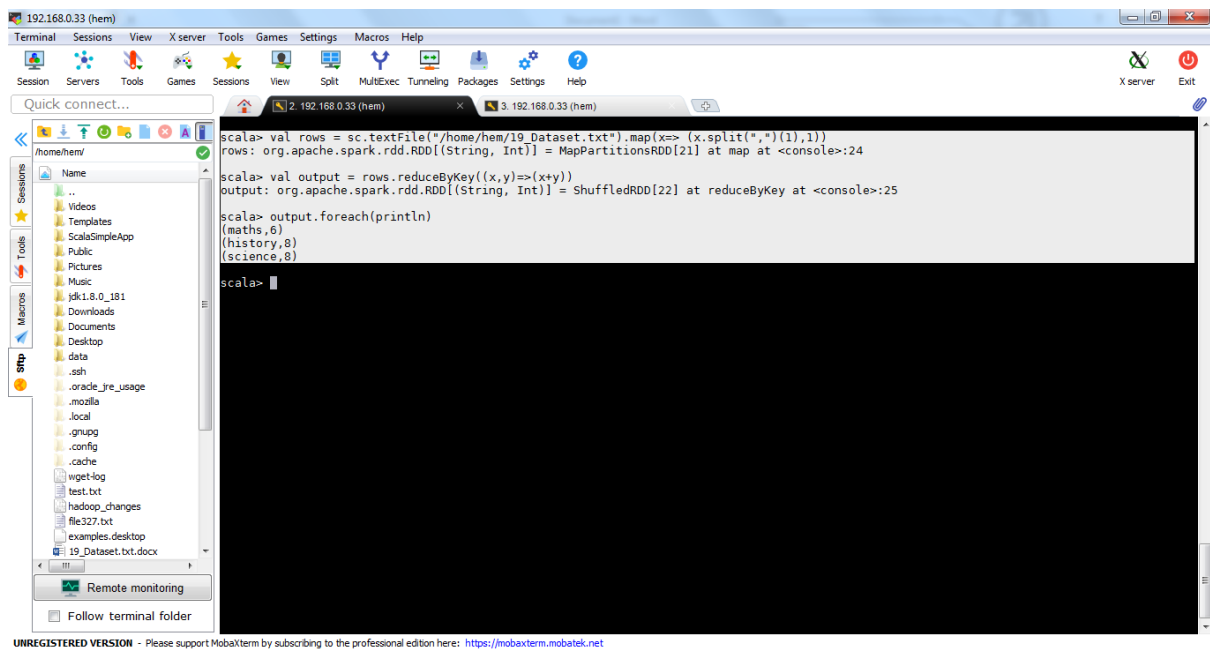 192.168.0.33 (hem)
Terminal Sessions View X server Tools Games Settings Macros Help
Session Servers Tools Games Sessions View Split MultiExec Tunneling Packages Settings Help X server Exit
Quick connect...
2. 192.168.0.33 (hem)
3. 192.168.0.33 (hem)
Sessions
Tools
Macros
Sftp
/home/hem/
Name
..
Videos
Templates
ScalaSimpleApp
Public
Pictures
Music
jdk1.8.0_181
Downloads
Documents
Desktop
data
.ssh
.oracle_jre_usage
.mozilla
.local
.gnupg
.config
.cache
wget-log
test.txt
hadoop_changes
file327.txt
examples.desktop
19_Dataset.txt.docx
Remote monitoring
Follow terminal folder
scala> val rows = sc.textFile("/home/hem/19_Dataset.txt").map(x=> (x.split(",")(1),1))
rows: org.apache.spark.rdd.RDD[(String, Int)] = MapPartitionsRDD[21] at map at <console>:24
scala> val output = rows.reduceByKey((x,y)=>(x+y))
output: org.apache.spark.rdd.RDD[(String, Int)] = ShuffledRDD[22] at reduceByKey at <console>:25
scala> output.foreach(println)
(maths,6)
(history,8)
(science,8)
scala>
UNREGISTERED VERSION - Please support MobaXterm by subscribing to the professional edition here: https://mobaxterm.mobatek.net